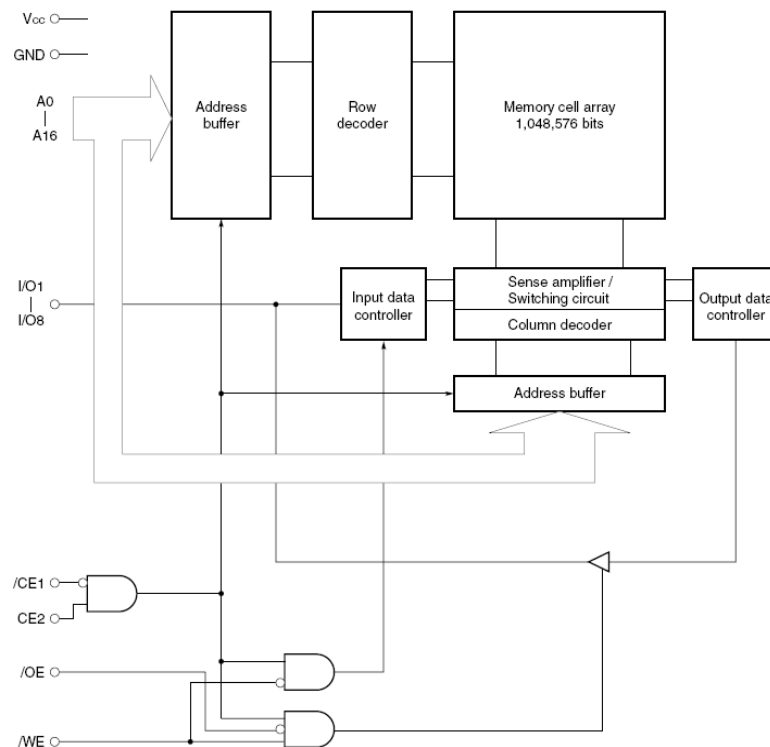 Vcc
GND
A0
A16
Address
buffer
Row
decoder
Memory cell array
1,048,576 bits
I/O1
I/O8
Input data
controller
Sense amplifier /
Switching circuit
Column decoder
Output data
controller
Address buffer
/CE1
CE2
/OE
/WE